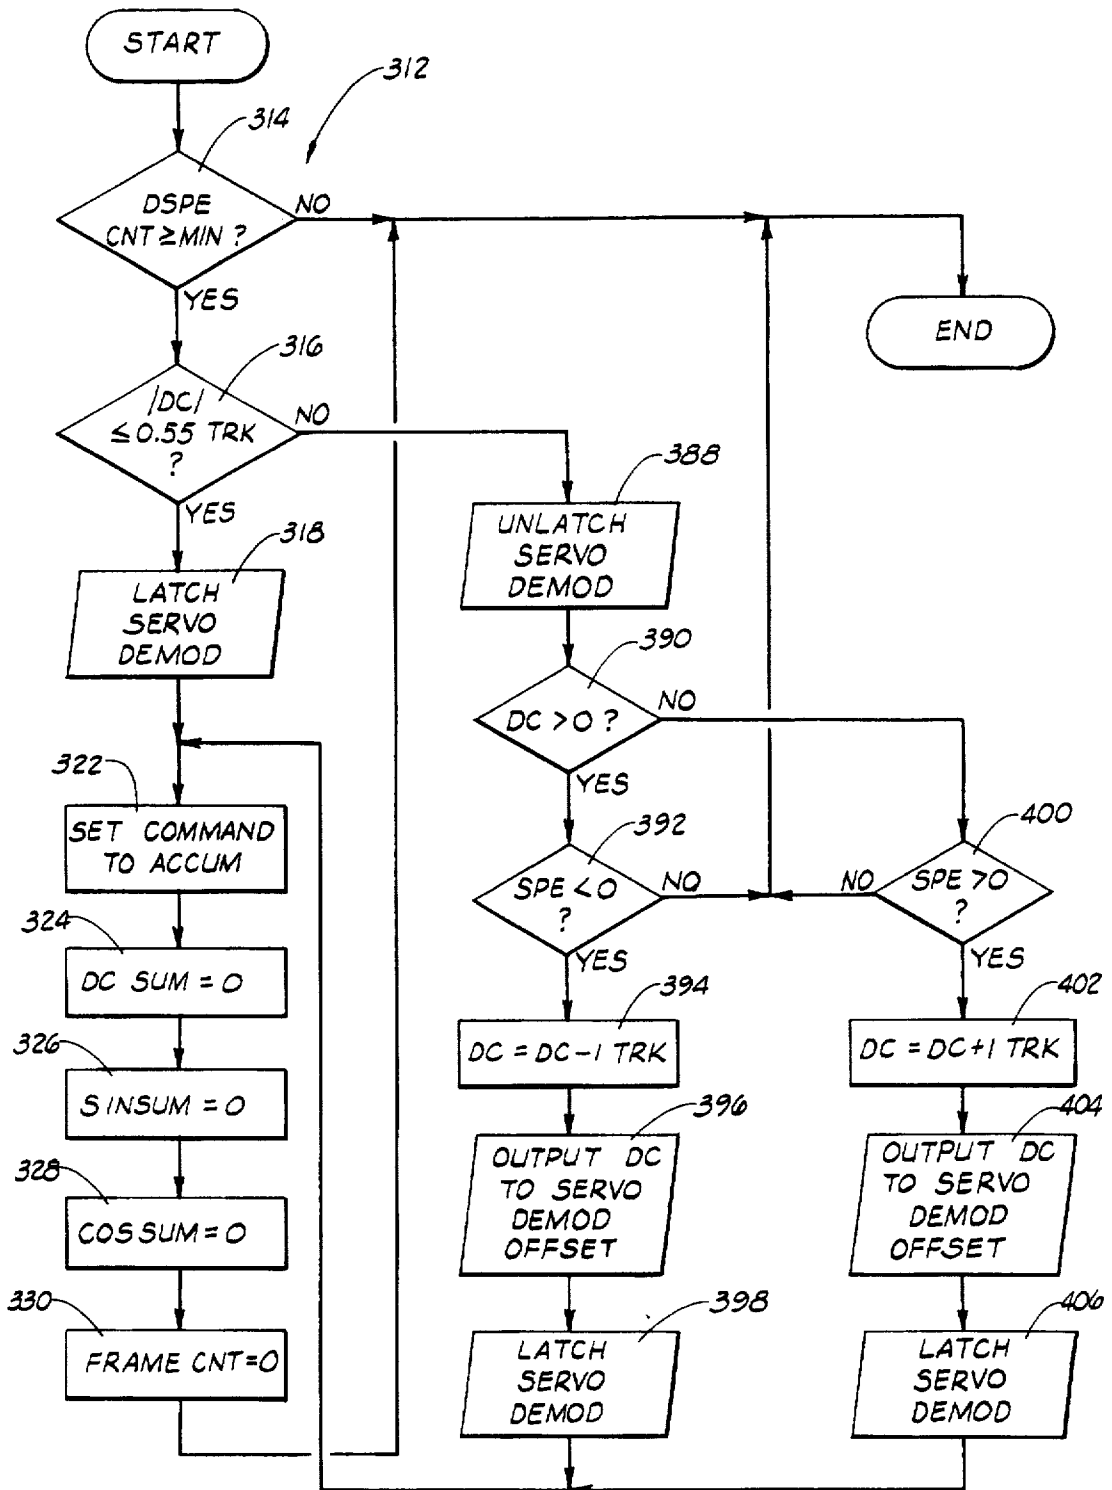 START
312
314
DSPE
CNT ≥ MIN ?
NO
YES
END
316
|DC|
≤ 0.55 TRK
?
NO
YES
318
LATCH
SERVO
DEMOD
388
UNLATCH
SERVO
DEMOD
390
DC > 0 ?
NO
YES
322
SET COMMAND
TO ACCUM
392
SPE < 0
?
NO
YES
400
SPE > 0
?
NO
YES
324
DC SUM = 0
394
DC = DC - 1 TRK
402
DC = DC + 1 TRK
326
SINSUM = 0
396
OUTPUT DC
TO SERVO
DEMOD
OFFSET
404
OUTPUT DC
TO SERVO
DEMOD
OFFSET
328
COSSUM = 0
330
FRAME CNT = 0
398
LATCH
SERVO
DEMOD
406
LATCH
SERVO
DEMOD